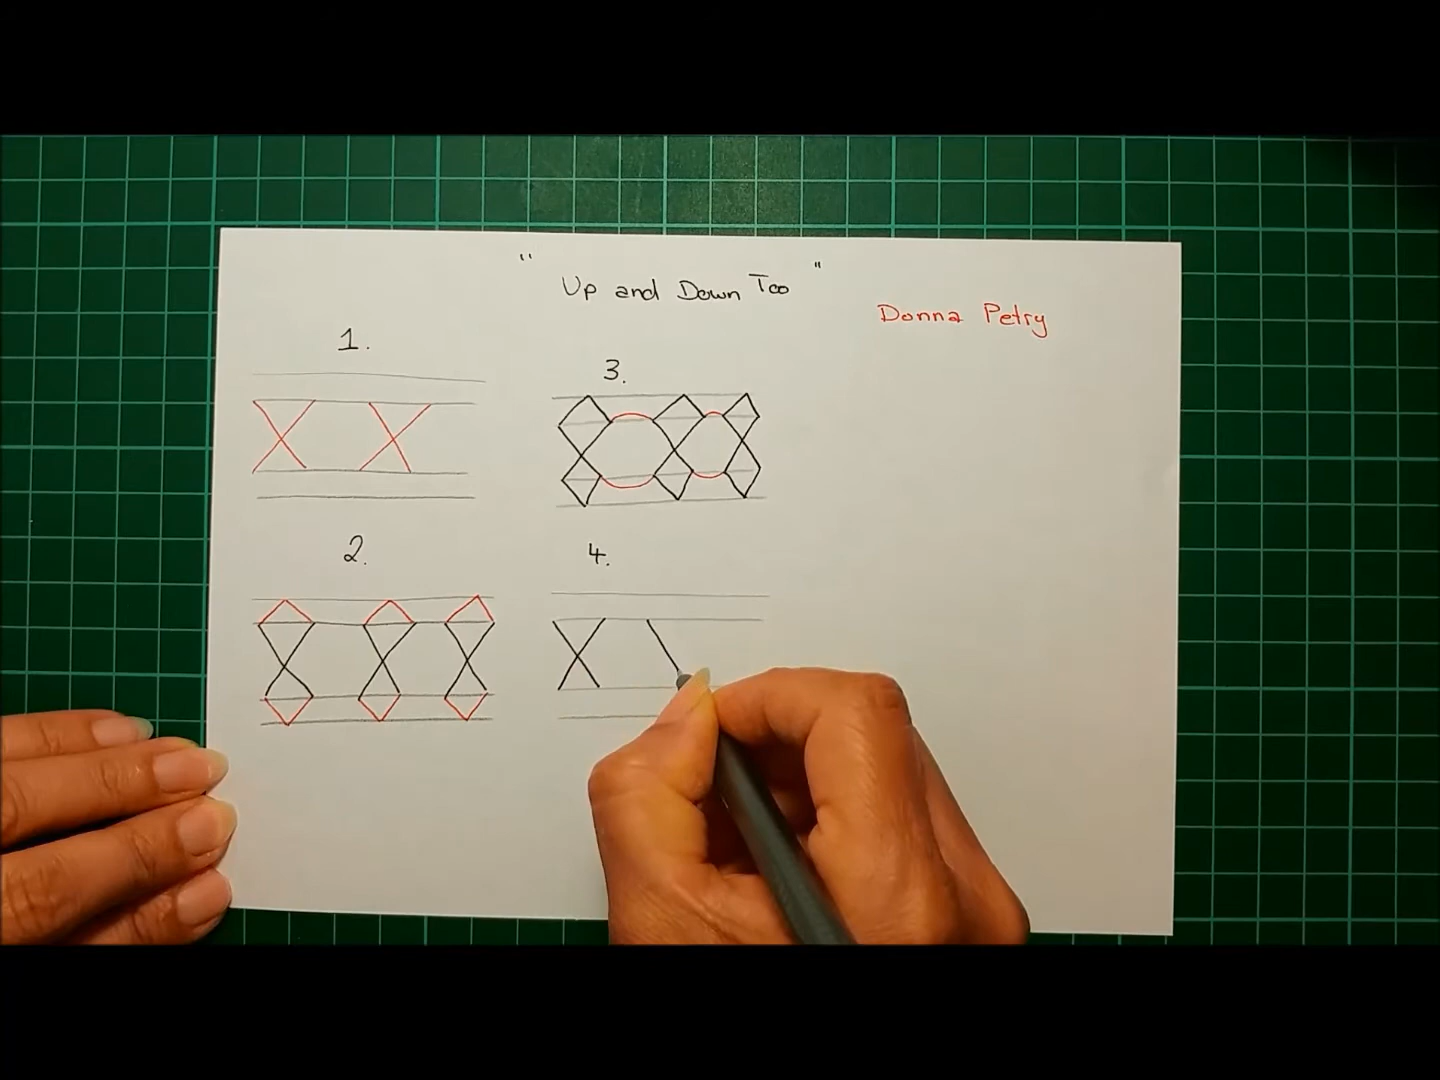 " Up and Down Too "
Donna Petry
1.
3.
2.
4.